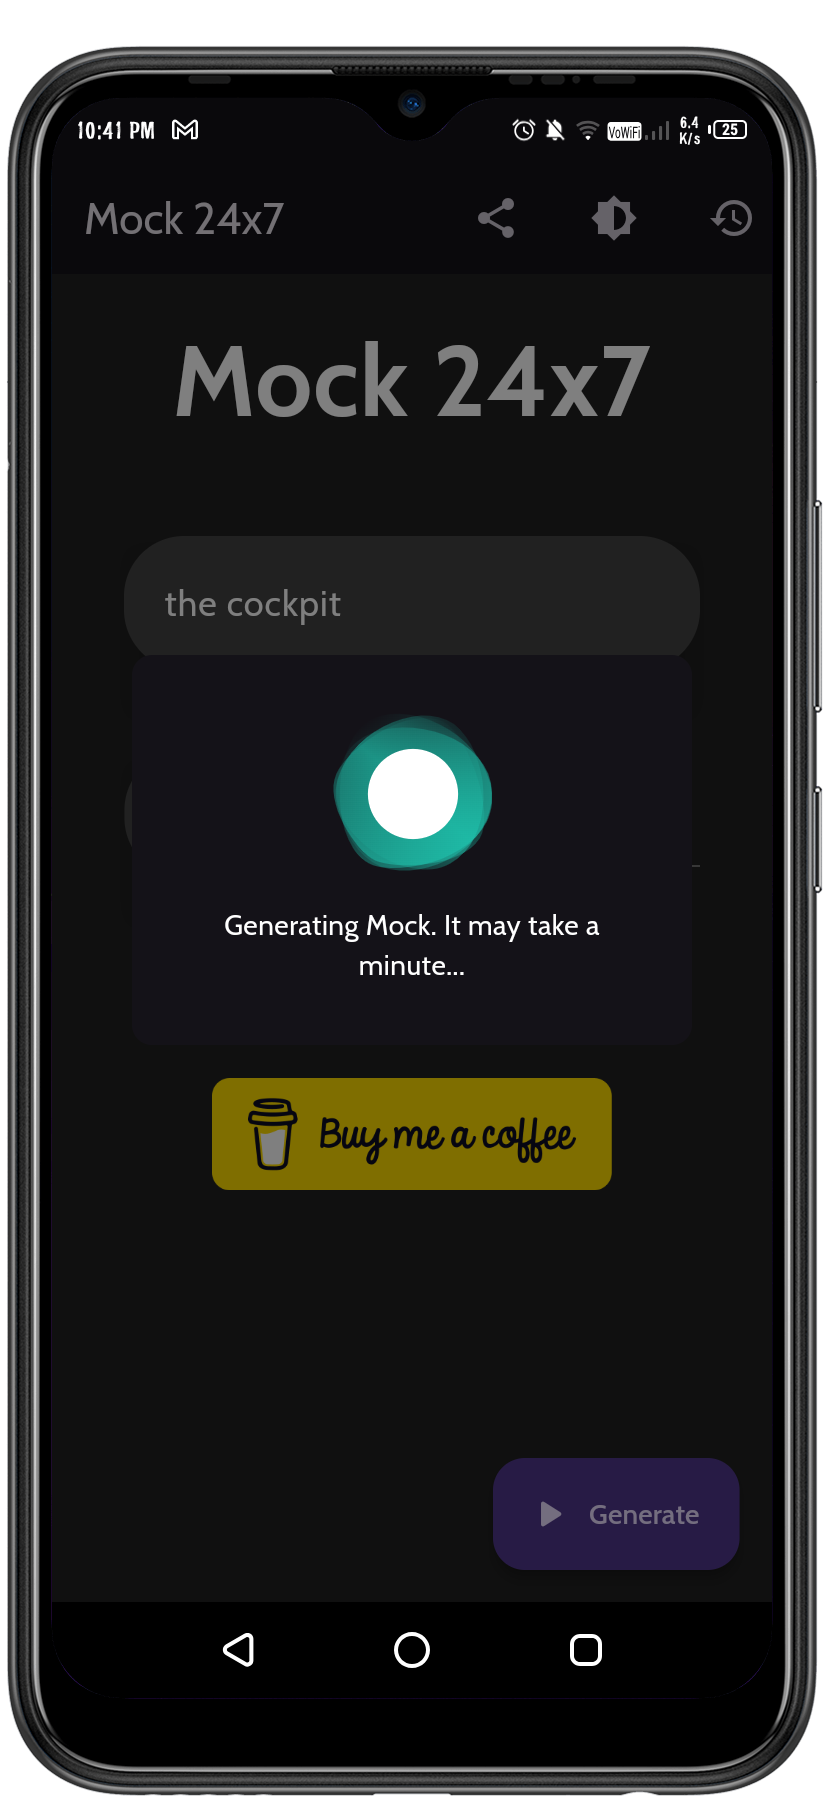 10:41 PM
VoWiFi
6.4
K/s
25
Mock 24x7
Mock 24x7
the cockpit
Generating Mock. It may take a
minute...
Buy me a coffee
Generate